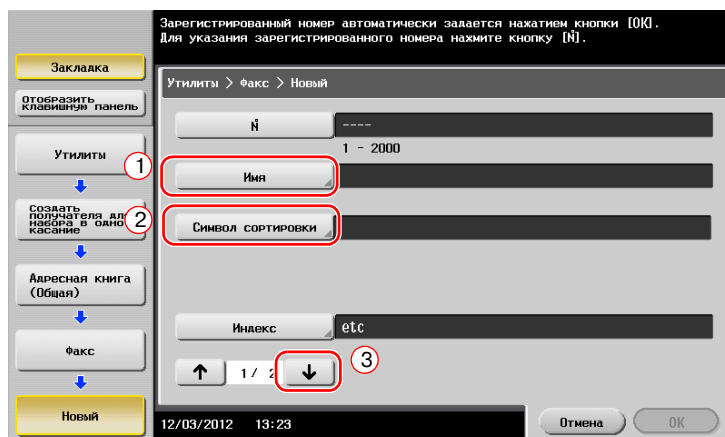 Зарегистрированный номер автоматически задается нажатием кнопки [OK].
Для указания зарегистрированного номера нажмите кнопку [№].
Закладка
Отобразить
клавишную панель
Утилиты > Факс > Новый
№ ----
1 - 2000
Утилиты
1
Имя
Создать
получателя для
набора в одно
касание
2
Символ сортировки
Адресная книга
(Общая)
Индекс etc
Факс
↑ 1/ 2 ↓
3
Новый
12/03/2012 13:23
Отмена OK